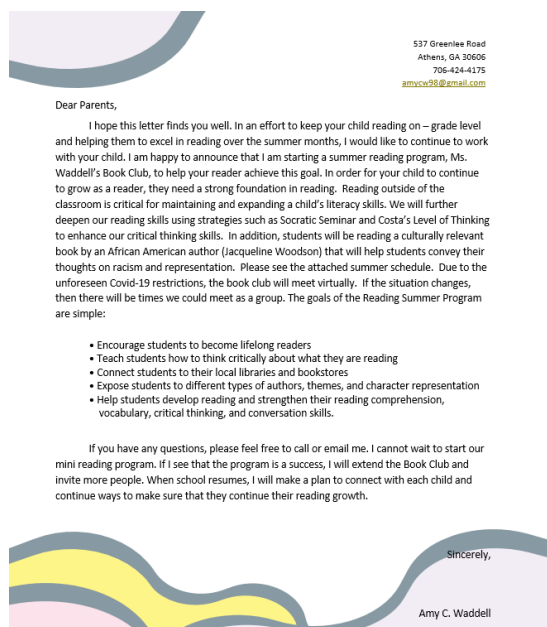 537 Greenlee Road
Athens, GA 30606
706-424-4175
amycw98@gmail.com
Dear Parents,
I hope this letter finds you well. In an effort to keep your child reading on – grade level
and helping them to excel in reading over the summer months, I would like to continue to work
with your child. I am happy to announce that I am starting a summer reading program, Ms.
Waddell's Book Club, to help your reader achieve this goal. In order for your child to continue
to grow as a reader, they need a strong foundation in reading. Reading outside of the
classroom is critical for maintaining and expanding a child's literacy skills. We will further
deepen our reading skills using strategies such as Socratic Seminar and Costa's Level of Thinking
to enhance our critical thinking skills. In addition, students will be reading a culturally relevant
book by an African American author (Jacqueline Woodson) that will help students convey their
thoughts on racism and representation. Please see the attached summer schedule. Due to the
unforeseen Covid-19 restrictions, the book club will meet virtually. If the situation changes,
then there will be times we could meet as a group. The goals of the Reading Summer Program
are simple:
• Encourage students to become lifelong readers
• Teach students how to think critically about what they are reading
• Connect students to their local libraries and bookstores
• Expose students to different types of authors, themes, and character representation
• Help students develop reading and strengthen their reading comprehension,
vocabulary, critical thinking, and conversation skills.
If you have any questions, please feel free to call or email me. I cannot wait to start our
mini reading program. If I see that the program is a success, I will extend the Book Club and
invite more people. When school resumes, I will make a plan to connect with each child and
continue ways to make sure that they continue their reading growth.
Sincerely,
Amy C. Waddell